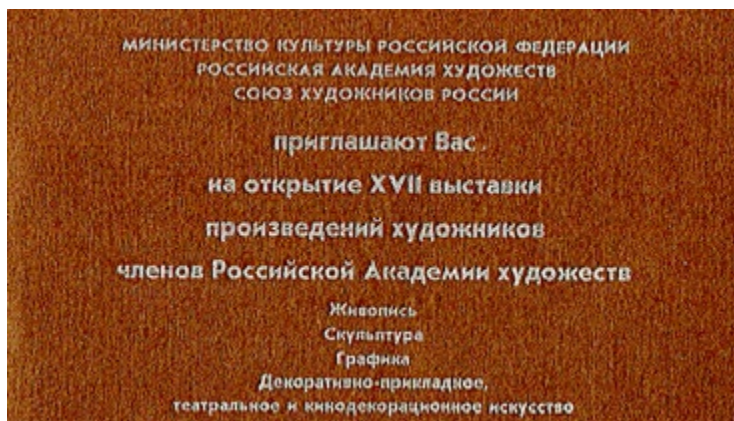 МИНИСТЕРСТВО КУЛЬТУРЫ РОССИЙСКОЙ ФЕДЕРАЦИИ
РОССИЙСКАЯ АКАДЕМИЯ ХУДОЖЕСТВ
СОЮЗ ХУДОЖНИКОВ РОССИИ
приглашают Вас
на открытие XVII выставки
произведений художников
членов Российской Академии художеств
Живопись
Скульптура
Графика
Декоративно-прикладное,
театральное и кинодекорационное искусство